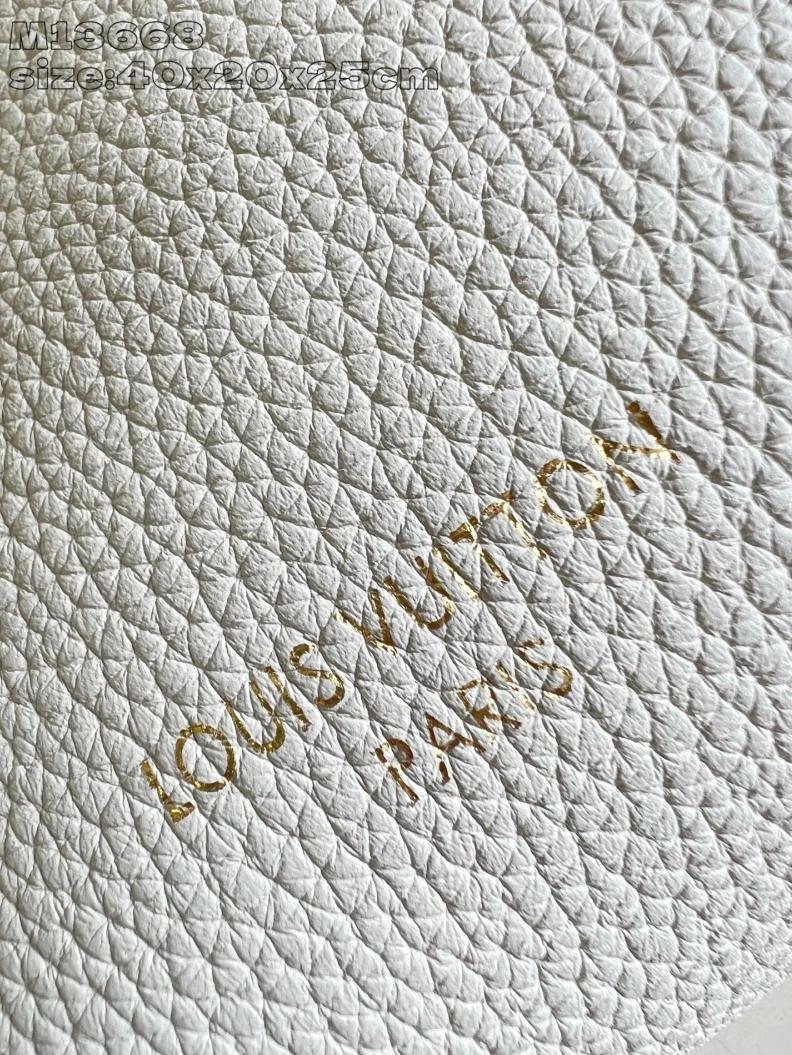 M13668
size:40x20x25cm
LOUIS VUITTON
PARIS